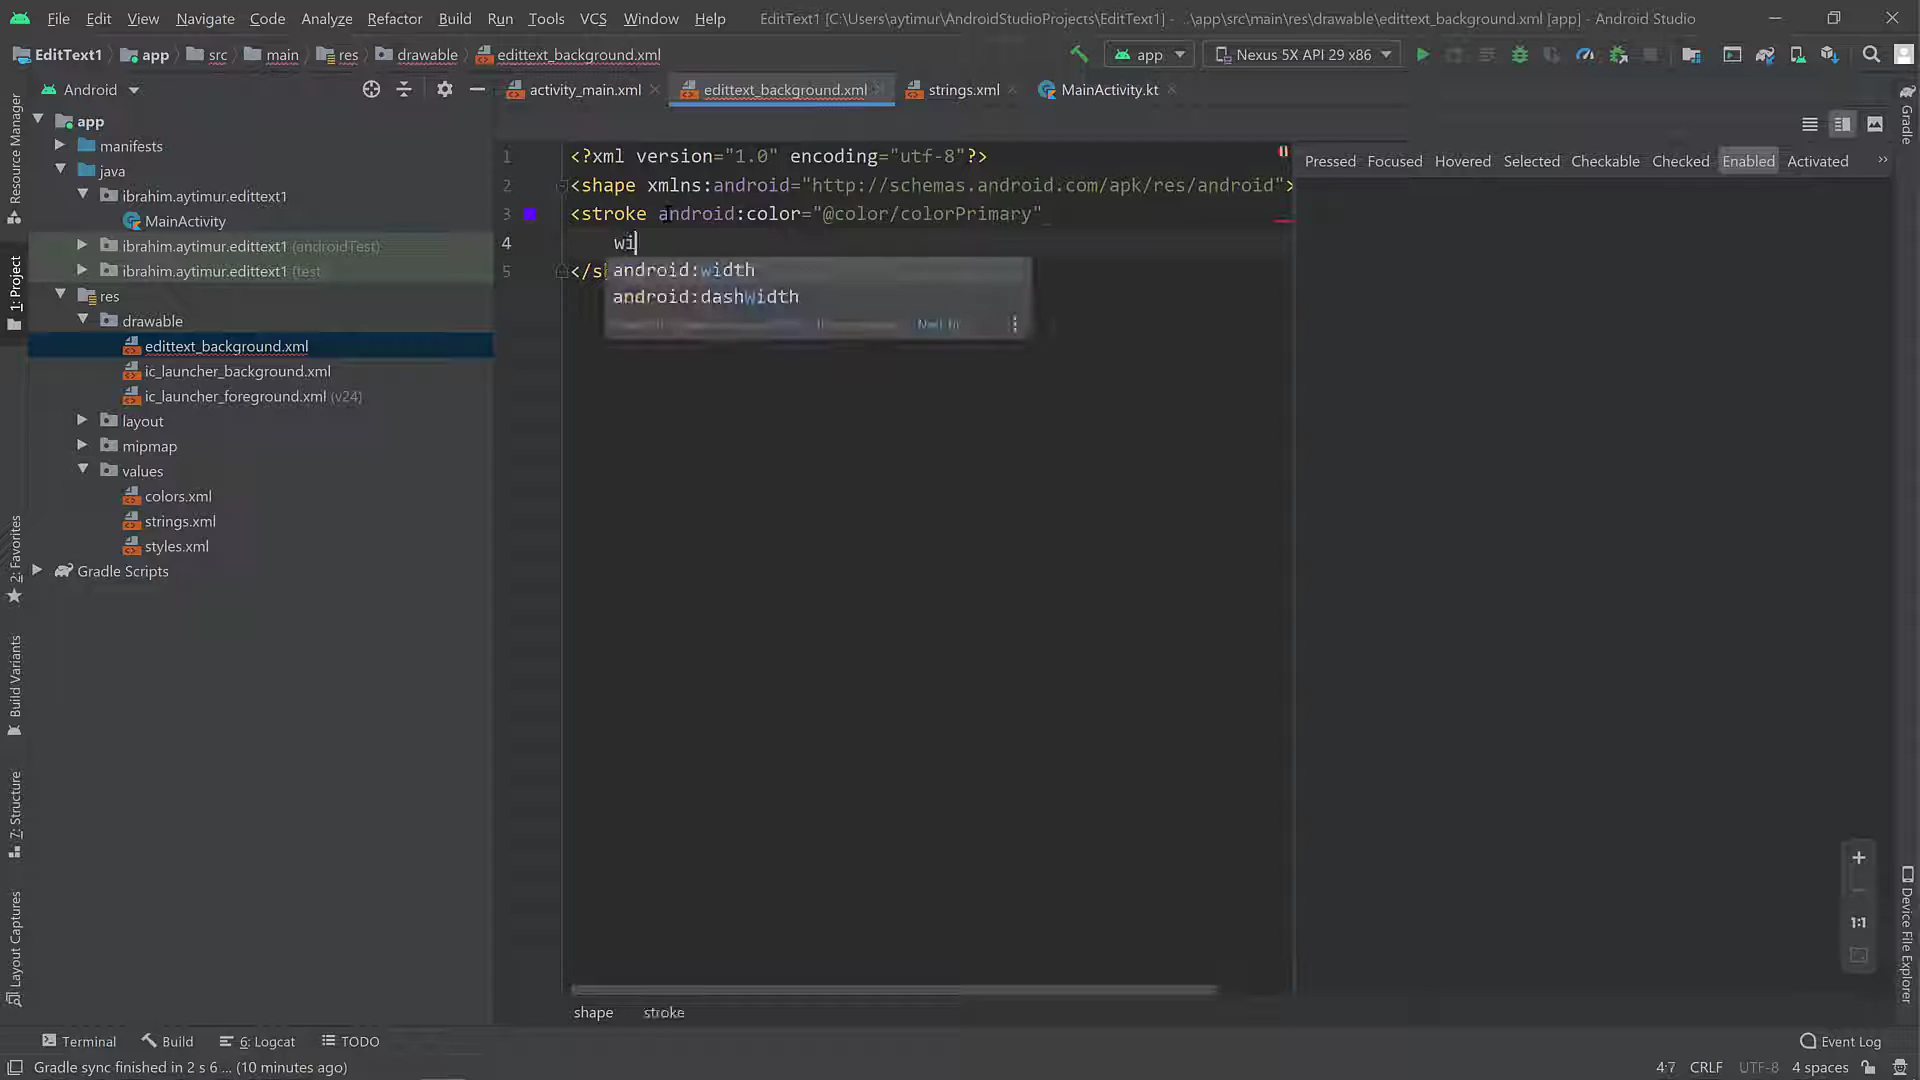 File Edit View Navigate Code Analyze Refactor Build Run Tools VCS Window Help EditText1 [C:\Users\aytimur\AndroidStudioProjects\EditText1] - ...\app\src\main\res\drawable\edittext_background.xml [app] - Android Studio
EditText1 app src main res drawable edittext_background.xml app Nexus 5X API 29 x86
Android activity_main.xml edittext_background.xml strings.xml MainActivity.kt
app
manifests
java
ibrahim.aytimur.edittext1
MainActivity
ibrahim.aytimur.edittext1 (androidTest)
ibrahim.aytimur.edittext1 (test
res
drawable
edittext_background.xml
ic_launcher_background.xml
ic_launcher_foreground.xml (v24)
layout
mipmap
values
colors.xml
strings.xml
styles.xml
Gradle Scripts
1 <?xml version="1.0" encoding="utf-8"?>
2 <shape xmlns:android="http://schemas.android.com/apk/res/android">
3 <stroke android:color="@color/colorPrimary"
4 wi
5 </s
android:width
android:dashWidth
Pressed Focused Hovered Selected Checkable Checked Enabled Activated >>
1:1
shape stroke
Resource Manager
1: Project
2: Favorites
Build Variants
7: Structure
Layout Captures
Gradle
Device File Explorer
Terminal Build 6: Logcat TODO Event Log
Gradle sync finished in 2 s 6 ... (10 minutes ago) 4:7 CRLF UTF-8 4 spaces